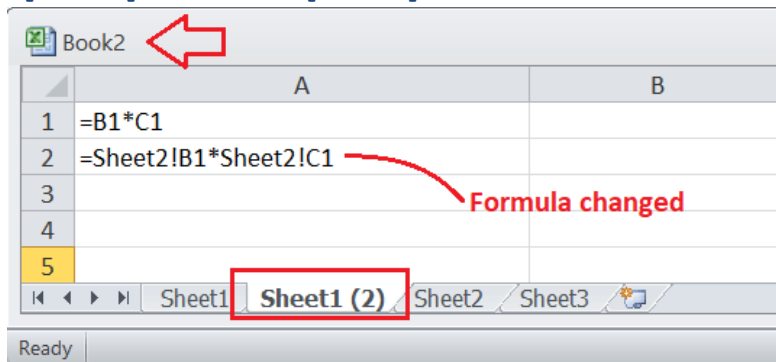 Book2
A B
1 =B1*C1
2 =Sheet2!B1*Sheet2!C1
3 Formula changed
4
5
Sheet1 Sheet1 (2) Sheet2 Sheet3
Ready